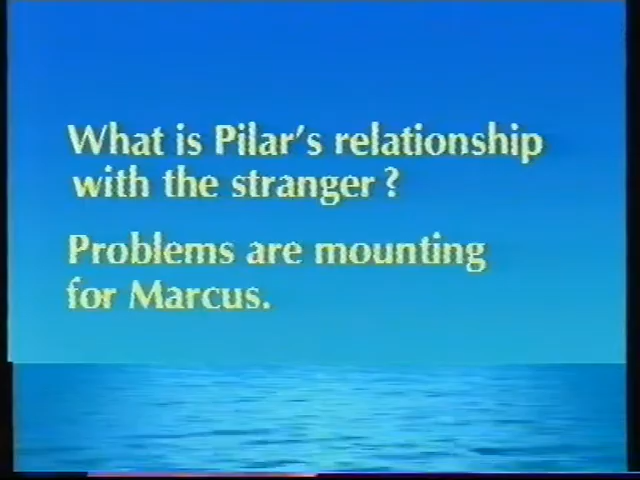 What is Pilar's relationship
with the stranger?
Problems are mounting
for Marcus.